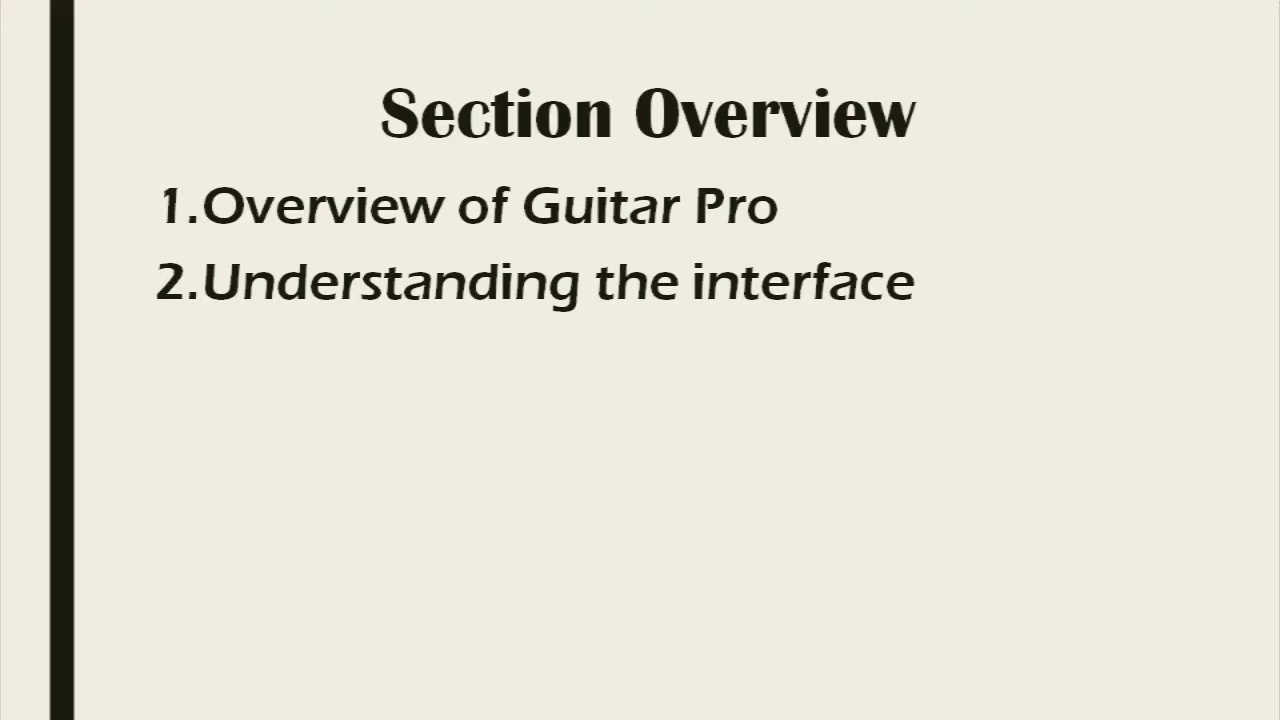 Section Overview
1.Overview of Guitar Pro
2.Understanding the interface